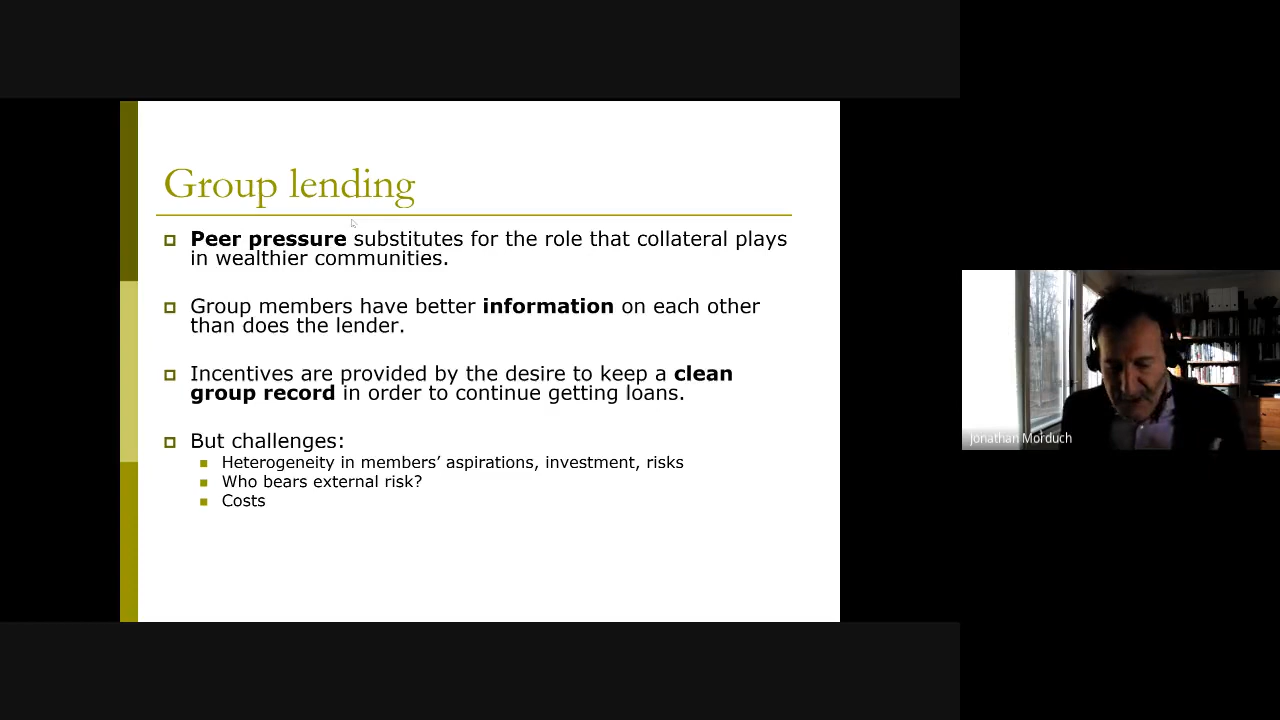 Group lending
Peer pressure substitutes for the role that collateral plays
in wealthier communities.
Group members have better information on each other
than does the lender.
Incentives are provided by the desire to keep a clean
group record in order to continue getting loans.
But challenges:
Heterogeneity in members’ aspirations, investment, risks
Who bears external risk?
Costs
Jonathan Morduch